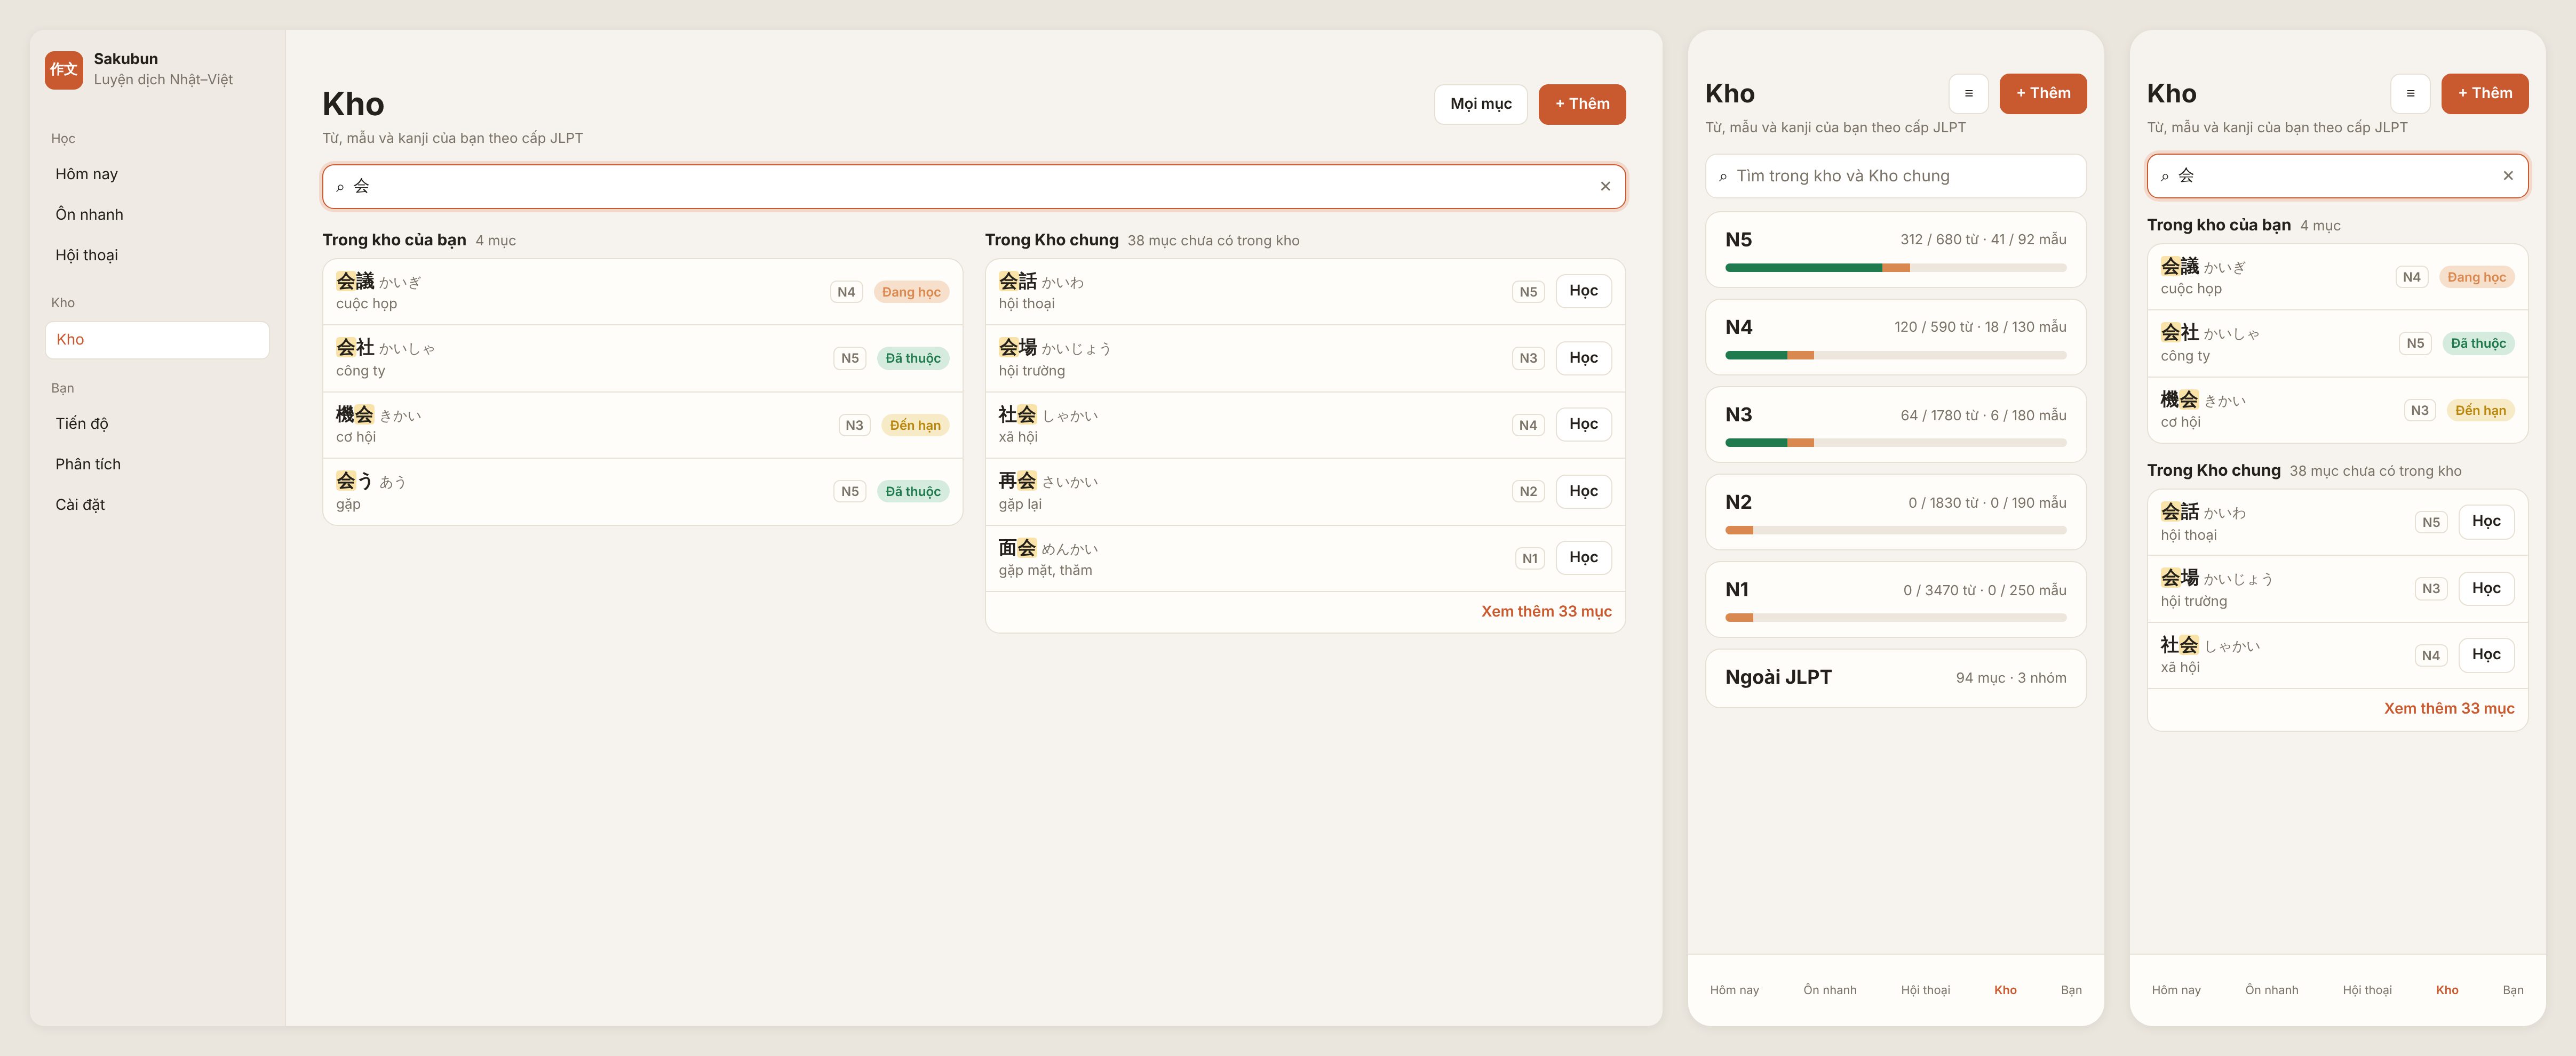 作文
Sakubun
Luyện dịch Nhật–Việt
Học
Hôm nay
Ôn nhanh
Hội thoại
Kho
Kho
Bạn
Tiến độ
Phân tích
Cài đặt
Kho
Mọi mục
+ Thêm
Từ, mẫu và kanji của bạn theo cấp JLPT
⌕ 会 ✕
Trong kho của bạn 4 mục
会議 かいぎ
cuộc họp
N4 Đang học
会社 かいしゃ
công ty
N5 Đã thuộc
機会 きかい
cơ hội
N3 Đến hạn
会う あう
gặp
N5 Đã thuộc
Trong Kho chung 38 mục chưa có trong kho
会話 かいわ
hội thoại
N5 Học
会場 かいじょう
hội trường
N3 Học
社会 しゃかい
xã hội
N4 Học
再会 さいかい
gặp lại
N2 Học
面会 めんかい
gặp mặt, thăm
N1 Học
Xem thêm 33 mục
Kho
≡
+ Thêm
Từ, mẫu và kanji của bạn theo cấp JLPT
⌕ Tìm trong kho và Kho chung
N5 312 / 680 từ · 41 / 92 mẫu
N4 120 / 590 từ · 18 / 130 mẫu
N3 64 / 1780 từ · 6 / 180 mẫu
N2 0 / 1830 từ · 0 / 190 mẫu
N1 0 / 3470 từ · 0 / 250 mẫu
Ngoài JLPT 94 mục · 3 nhóm
Hôm nay Ôn nhanh Hội thoại Kho Bạn
Kho
≡
+ Thêm
Từ, mẫu và kanji của bạn theo cấp JLPT
⌕ 会 ✕
Trong kho của bạn 4 mục
会議 かいぎ
cuộc họp
N4 Đang học
会社 かいしゃ
công ty
N5 Đã thuộc
機会 きかい
cơ hội
N3 Đến hạn
Trong Kho chung 38 mục chưa có trong kho
会話 かいわ
hội thoại
N5 Học
会場 かいじょう
hội trường
N3 Học
社会 しゃかい
xã hội
N4 Học
Xem thêm 33 mục
Hôm nay Ôn nhanh Hội thoại Kho Bạn